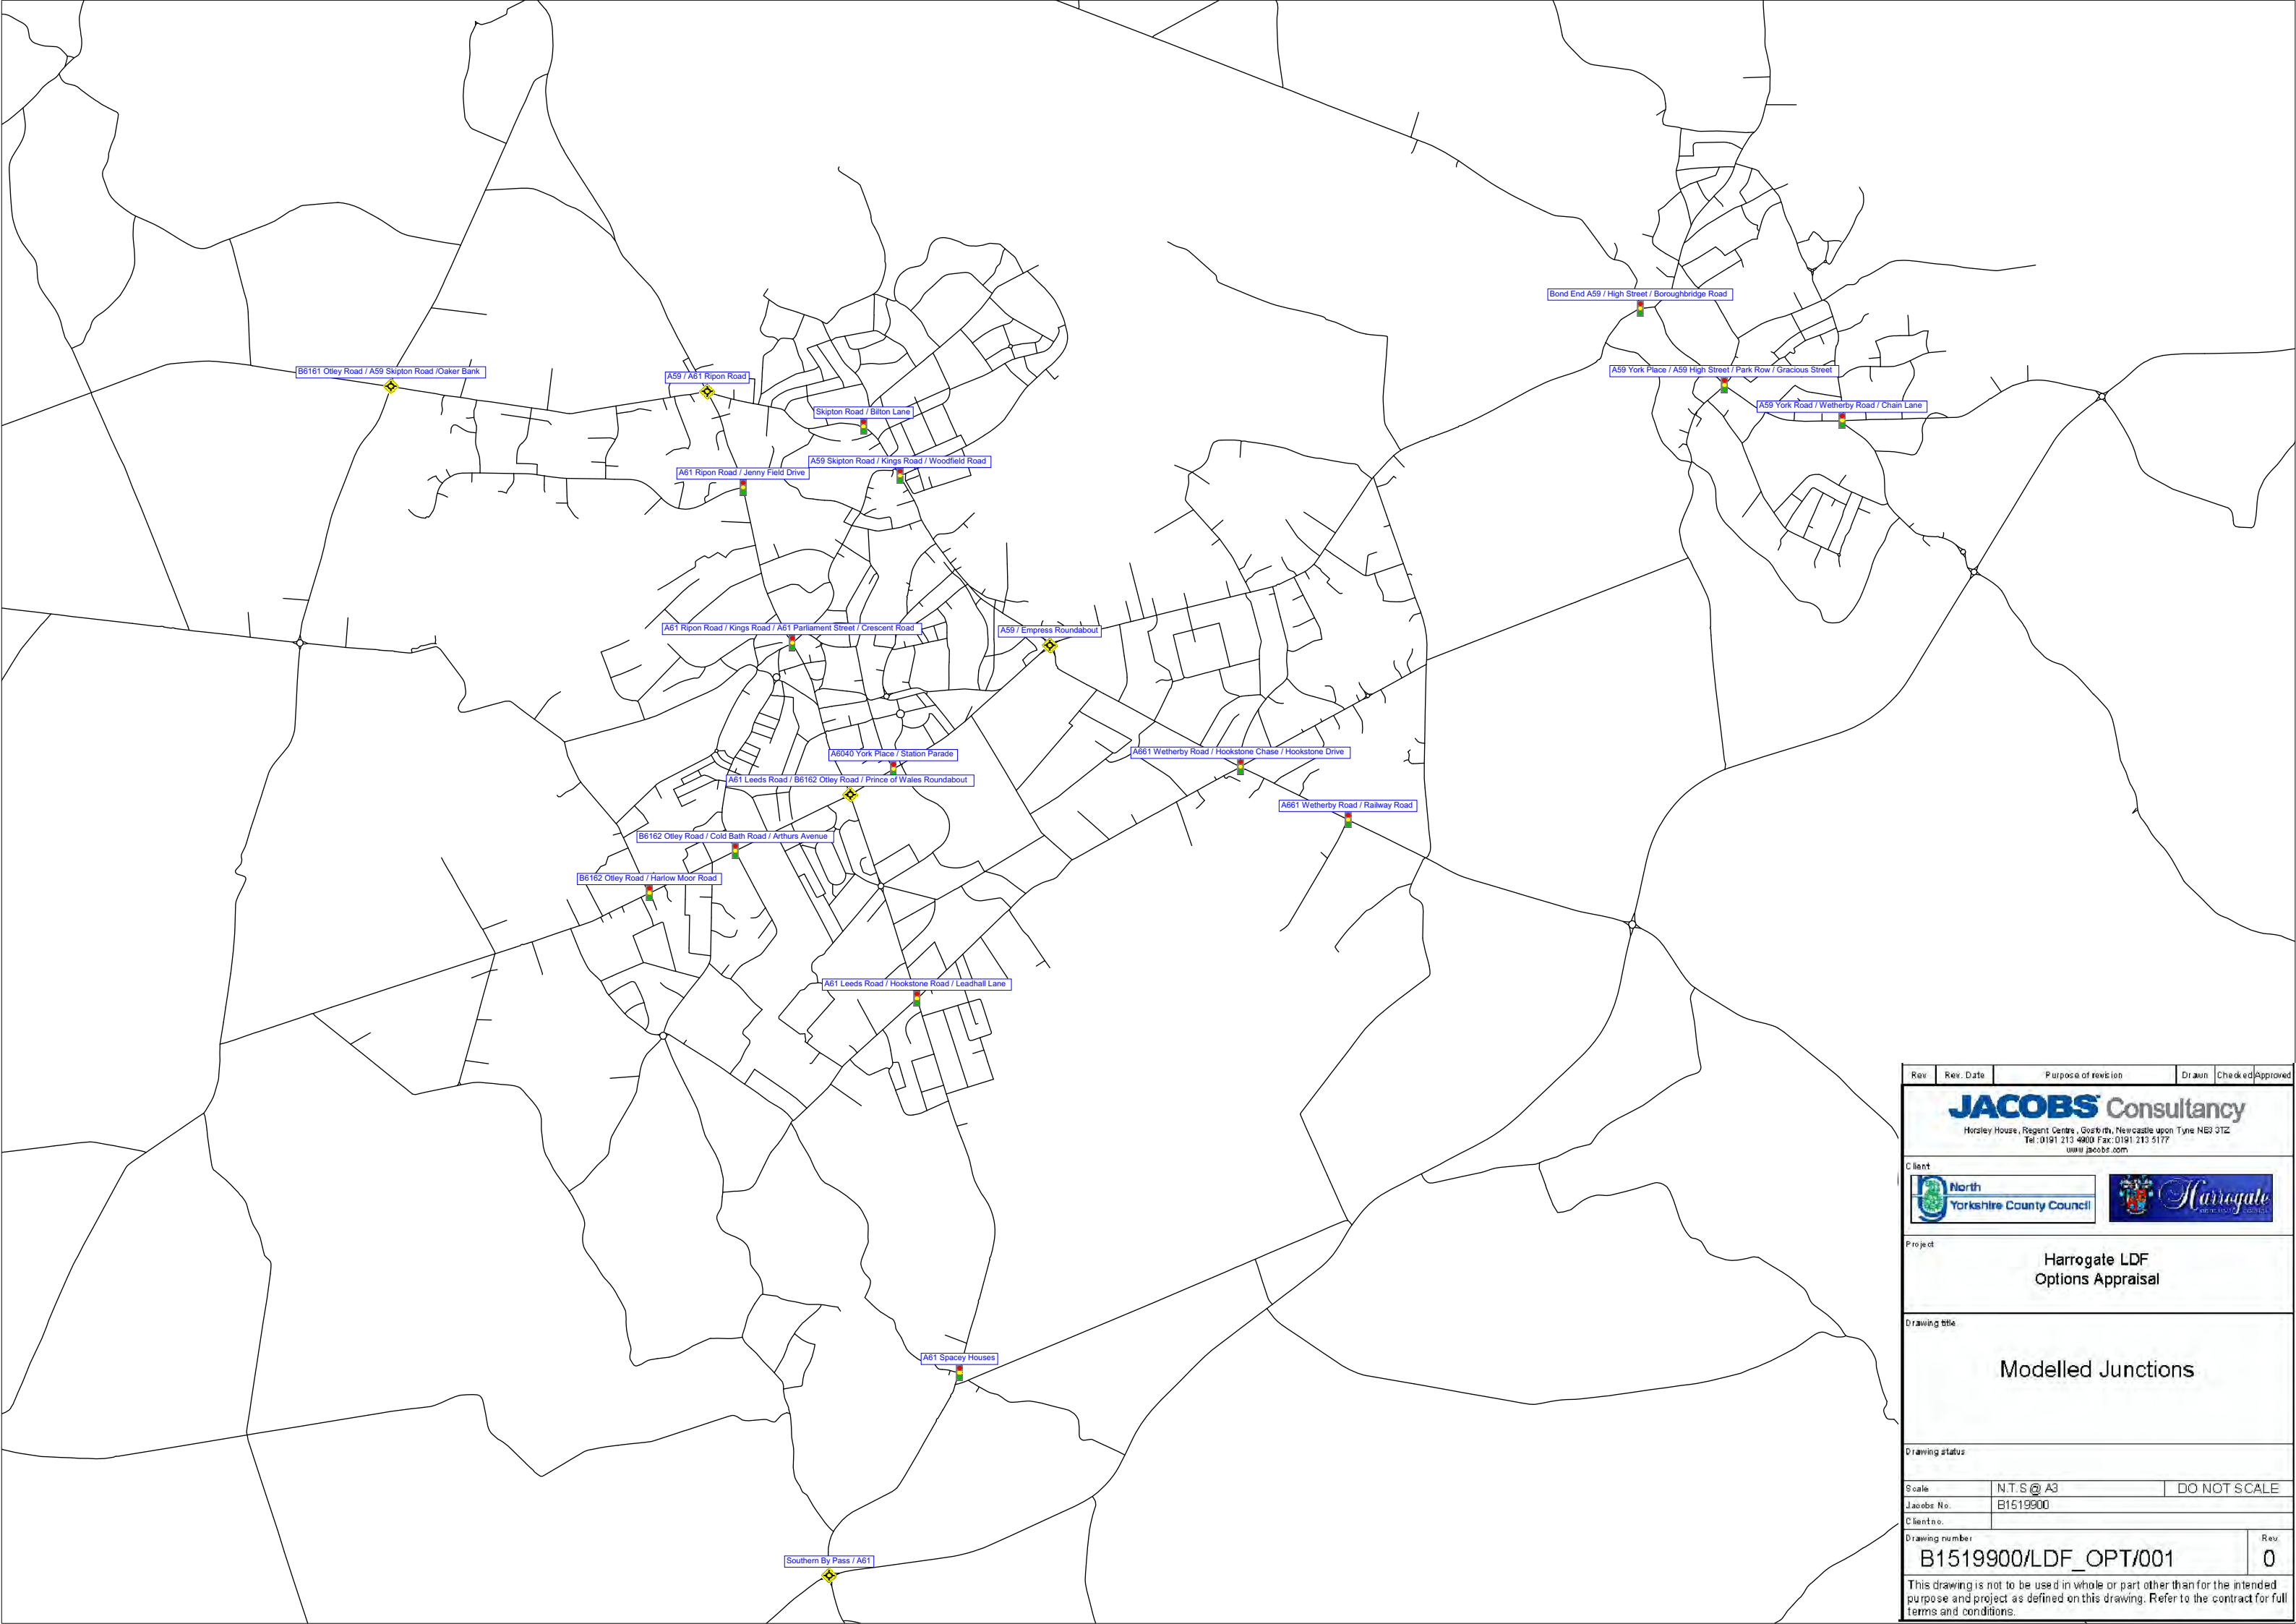 Bond End A59 / High Street / Boroughbridge Road
B6161 Otley Road / A59 Skipton Road /Oaker Bank
A59 / A61 Ripon Road
A59 York Place / A59 High Street / Park Row / Gracious Street
Skipton Road / Bilton Lane
A59 York Road / Wetherby Road / Chain Lane
A59 Skipton Road / Kings Road / Woodfield Road
A61 Ripon Road / Jenny Field Drive
A61 Ripon Road / Kings Road / A61 Parliament Street / Crescent Road
A59 / Empress Roundabout
A6040 York Place / Station Parade
A661 Wetherby Road / Hookstone Chase / Hookstone Drive
A61 Leeds Road / B6162 Otley Road / Prince of Wales Roundabout
A661 Wetherby Road / Railway Road
B6162 Otley Road / Cold Bath Road / Arthurs Avenue
B6162 Otley Road / Harlow Moor Road
A61 Leeds Road / Hookstone Road / Leadhall Lane
A61 Spacey Houses
Southern By Pass / A61
Rev Rev. Date Purpose of revision Drawn Checked Approved
JACOBS Consultancy
Horsley House, Regent Centre, Gosforth, Newcastle upon Tyne NE3 3TZ
Tel:0191 213 4900 Fax:0191 213 5177
www.jacobs.com
Client
North
Yorkshire County Council
Harrogate
Project
Harrogate LDF
Options Appraisal
Drawing title
Modelled Junctions
Drawing status
Scale N.T.S @ A3 DO NOT SCALE
Jacobs No. B1519900
Client no.
Drawing number Rev
B1519900/LDF_OPT/001 0
This drawing is not to be used in whole or part other than for the intended
purpose and project as defined on this drawing. Refer to the contract for full
terms and conditions.